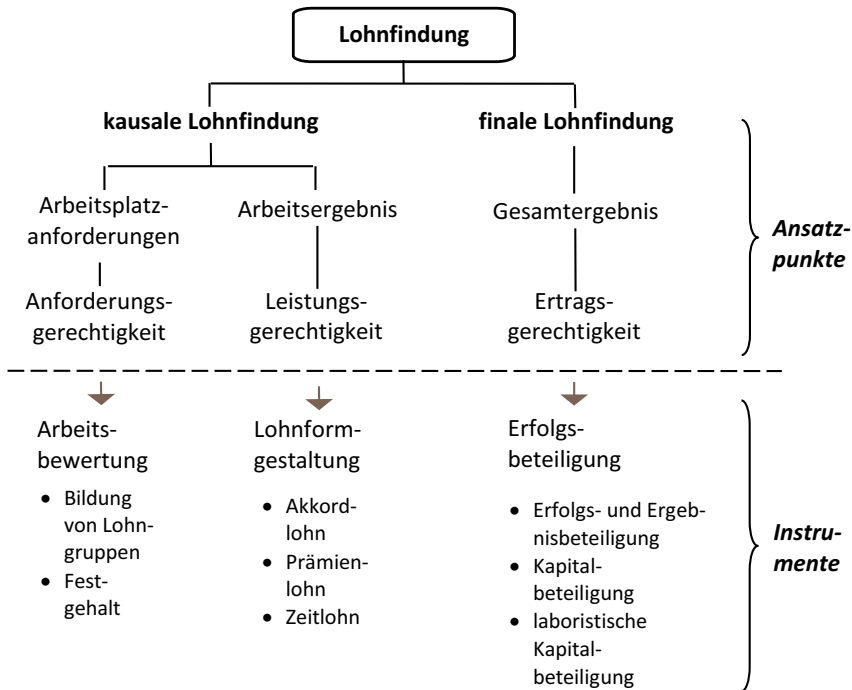 Lohnfindung
kausale Lohnfindung
finale Lohnfindung
Arbeitsplatz-
anforderungen
Arbeitsergebnis
Gesamtergebnis
Ansatz-
punkte
Anforderungs-
gerechtigkeit
Leistungs-
gerechtigkeit
Ertrags-
gerechtigkeit
Arbeits-
bewertung
• Bildung
von Lohn-
gruppen
• Fest-
gehalt
Lohnform-
gestaltung
• Akkord-
lohn
• Prämien-
lohn
• Zeitlohn
Erfolgs-
beteiligung
• Erfolgs- und Ergeb-
nisbeteiligung
• Kapital-
beteiligung
• laboristische
Kapital-
beteiligung
Instru-
mente